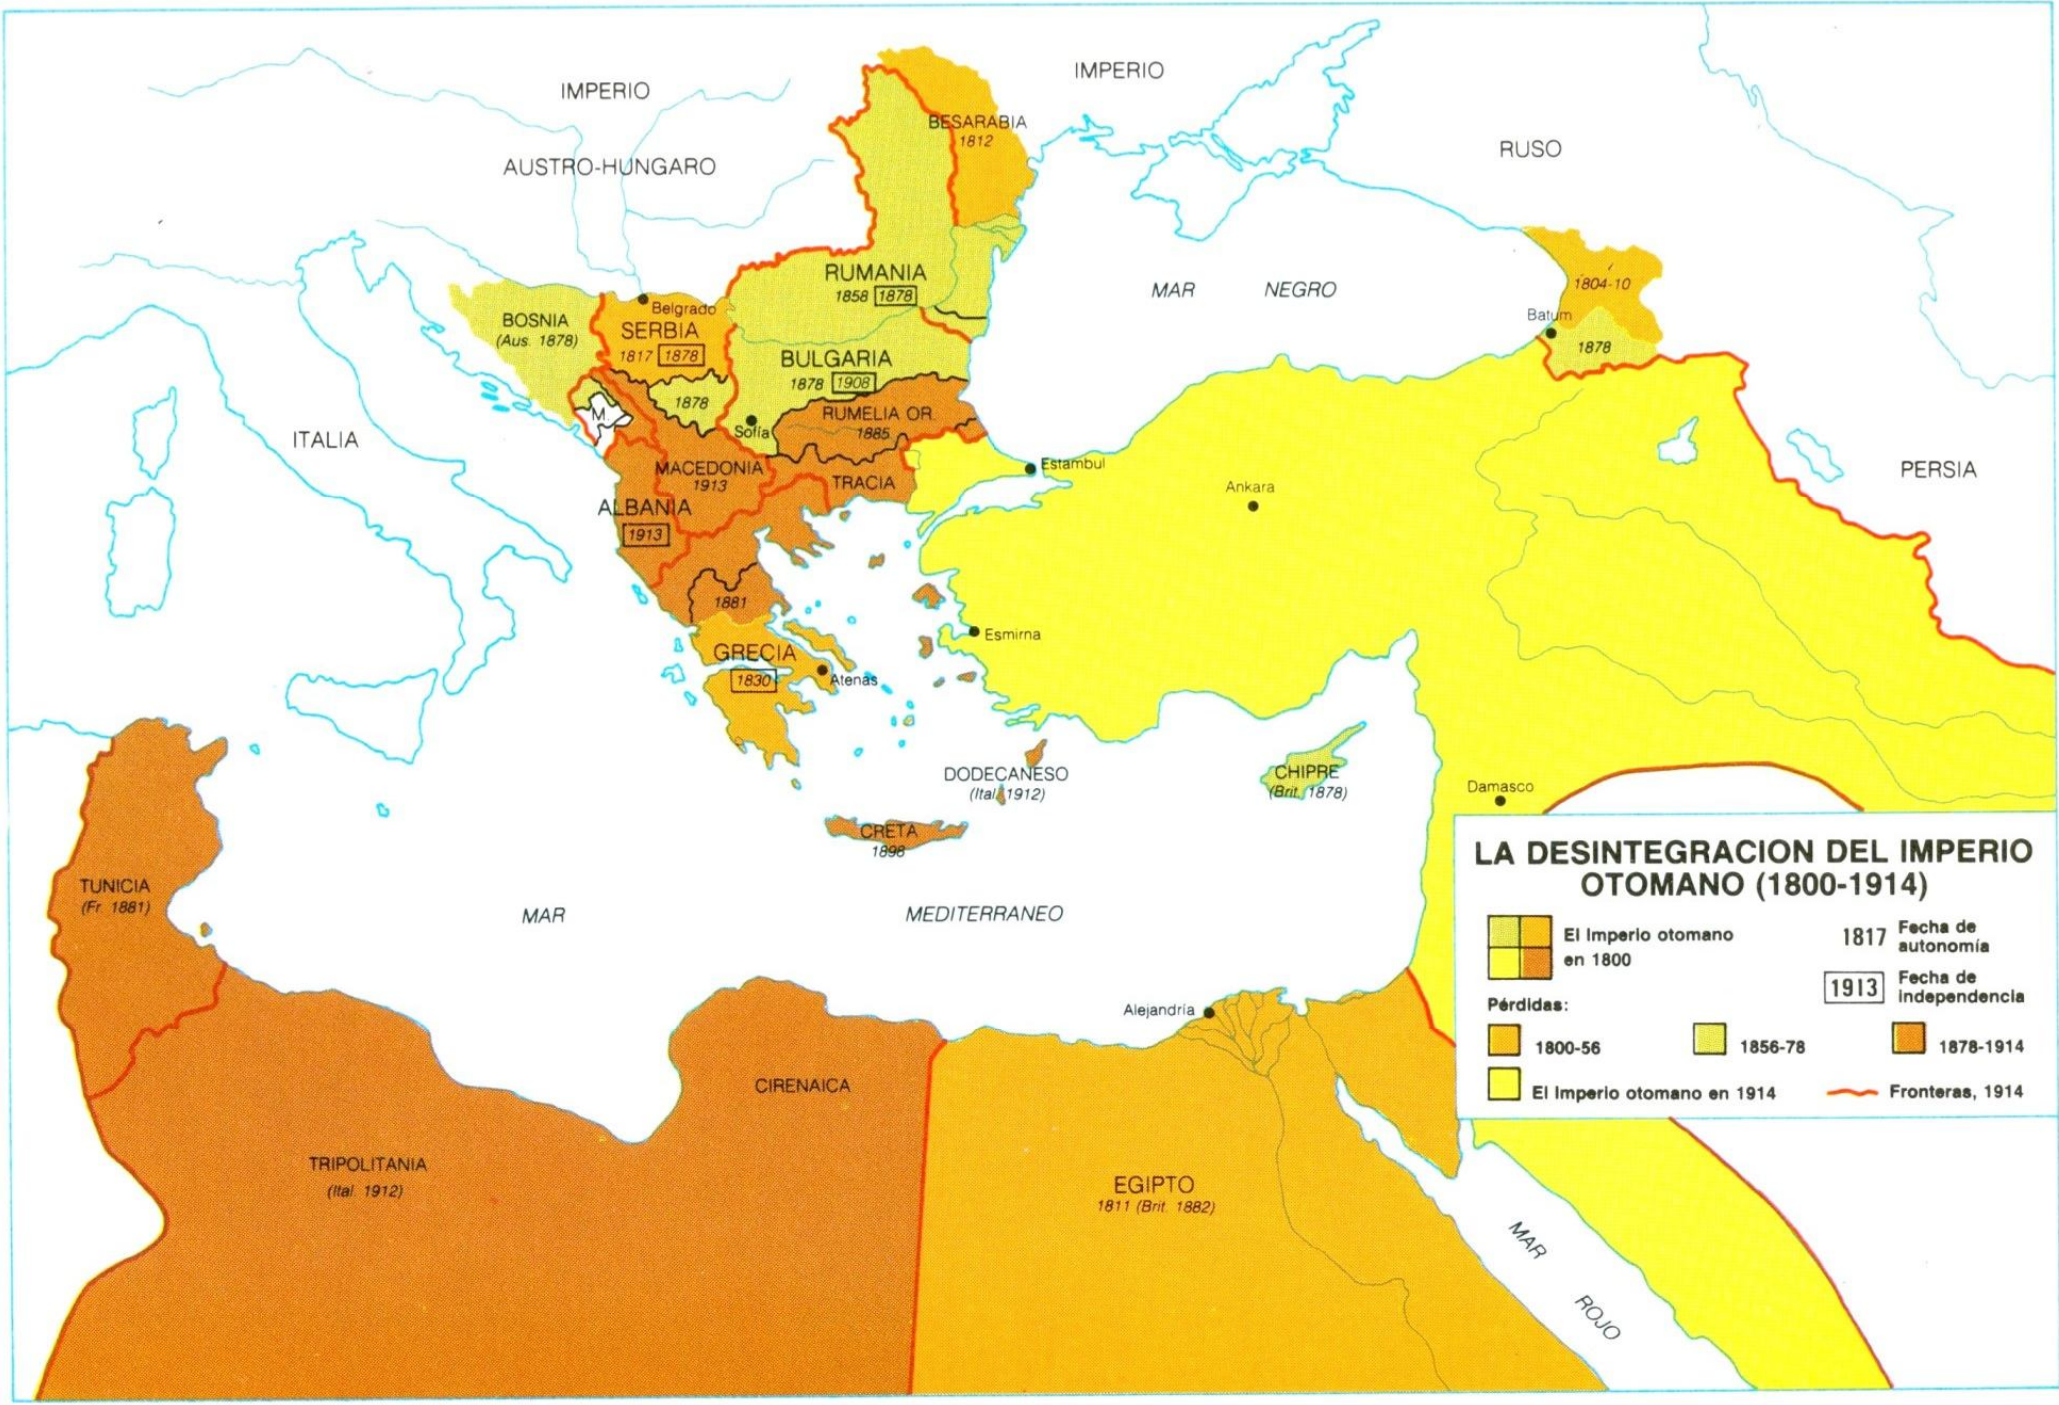 IMPERIO
AUSTRO-HUNGARO
IMPERIO
RUSO
BESARABIA
1812
RUMANIA
1858 1878
MAR NEGRO
1804-10
Batum
1878
BOSNIA
(Aus. 1878)
Belgrado
SERBIA
1817 1878
BULGARIA
1878 1908
1878
M.
Sofía
RUMELIA OR.
1885
ITALIA
MACEDONIA
1913
TRACIA
ALBANIA
1913
Estambul
Ankara
PERSIA
1881
GRECIA
1830
Atenas
Esmirna
DODECANESO
(Ital. 1912)
CHIPRE
(Brit. 1878)
Damasco
CRETA
1898
TUNICIA
(Fr. 1881)
MAR MEDITERRANEO
Alejandría
CIRENAICA
TRIPOLITANIA
(Ital. 1912)
EGIPTO
1811 (Brit. 1882)
MAR
ROJO
LA DESINTEGRACION DEL IMPERIO
OTOMANO (1800-1914)
El Imperio otomano
en 1800
1817 Fecha de
autonomía
1913 Fecha de
independencia
Pérdidas:
1800-56
1856-78
1878-1914
El Imperio otomano en 1914
Fronteras, 1914